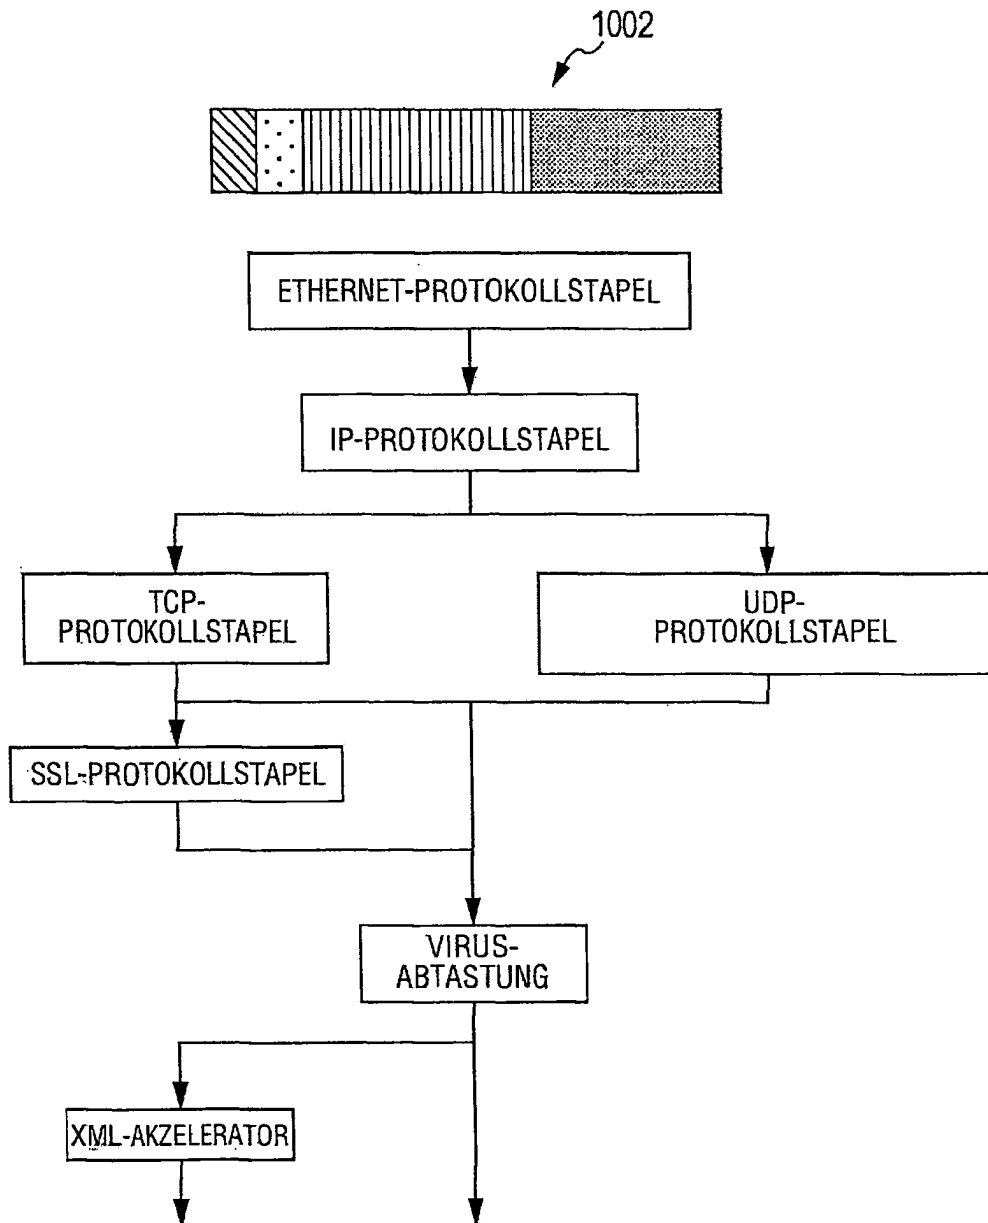 1002
ETHERNET-PROTOKOLLSTAPEL
IP-PROTOKOLLSTAPEL
TCP-
PROTOKOLLSTAPEL
UDP-
PROTOKOLLSTAPEL
SSL-PROTOKOLLSTAPEL
VIRUS-
ABTASTUNG
XML-AKZELERATOR